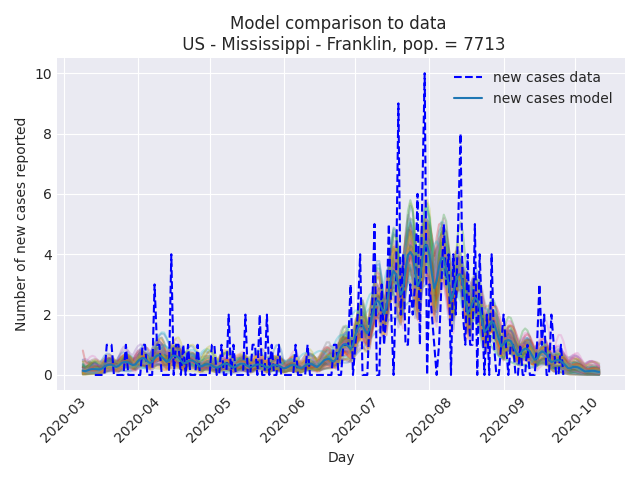 Model comparison to data
US - Mississippi - Franklin, pop. = 7713
new cases data
new cases model
Number of new cases reported
10
8
6
4
2
0
2020-03
2020-04
2020-05
2020-06
2020-07
2020-08
2020-09
2020-10
Day